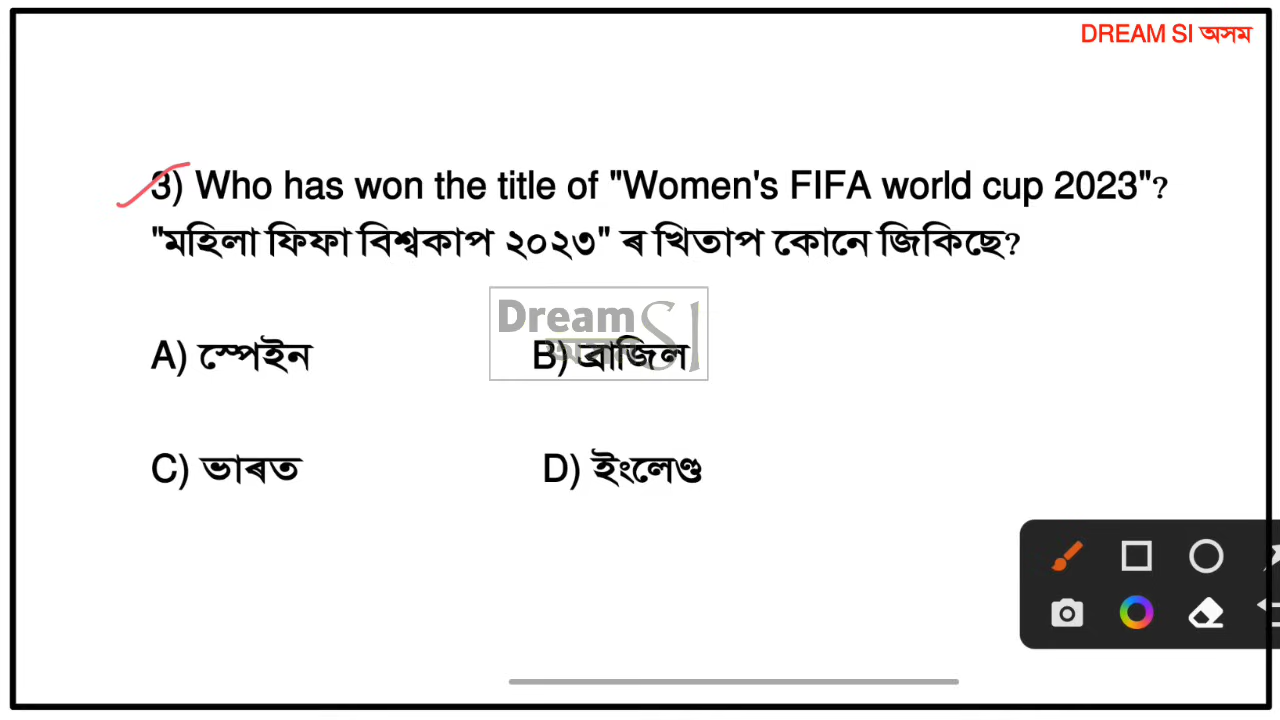 DREAM SI অসম
3) Who has won the title of "Women's FIFA world cup 2023"?
"মহিলা ফিফা বিশ্বকাপ ২০২৩" ৰ খিতাপ কোনে জিকিছে?
Dream SI
অসম
A) স্পেইন B) ব্ৰাজিল
C) ভাৰত D) ইংলেণ্ড